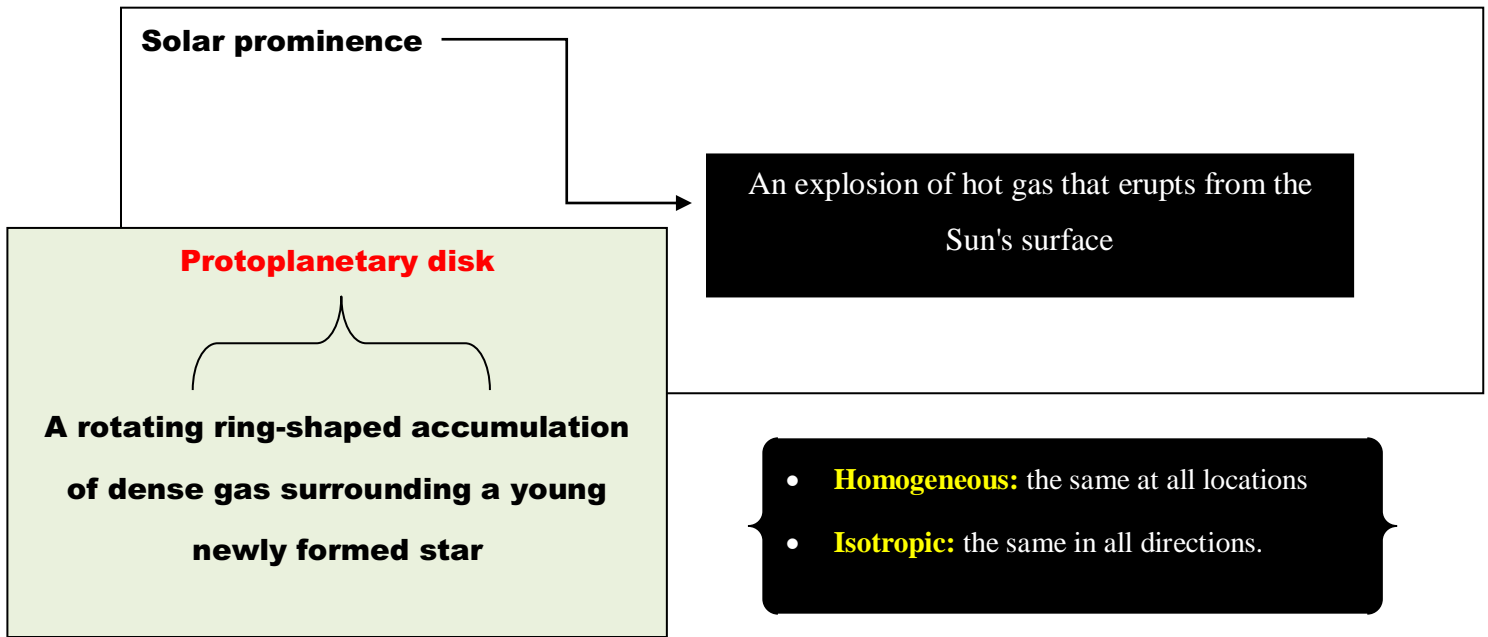 Solar prominence
An explosion of hot gas that erupts from the
Sun's surface
Protoplanetary disk
A rotating ring-shaped accumulation
of dense gas surrounding a young
newly formed star
• Homogeneous: the same at all locations
• Isotropic: the same in all directions.